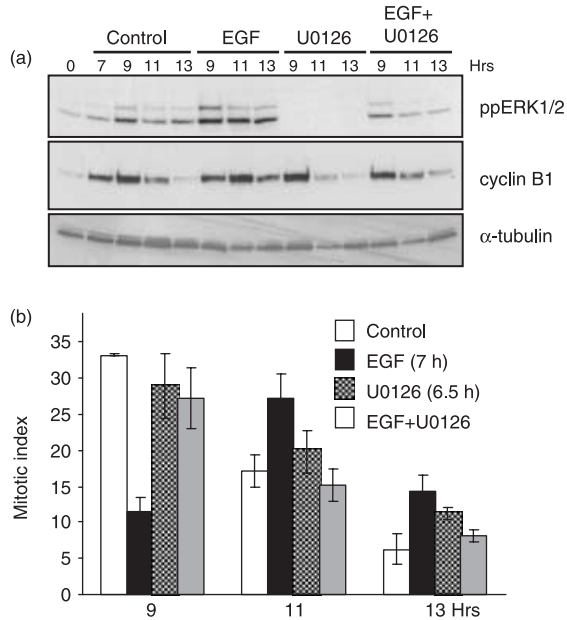 (a)
Control EGF U0126 EGF+ U0126
0 7 9 11 13 9 11 13 9 11 13 9 11 13 Hrs
ppERK1/2
cyclin B1
α-tubulin
(b)
Mitotic index
35
30
25
20
15
10
5
0
Control
EGF (7 h)
U0126 (6.5 h)
EGF+U0126
9 11 13 Hrs